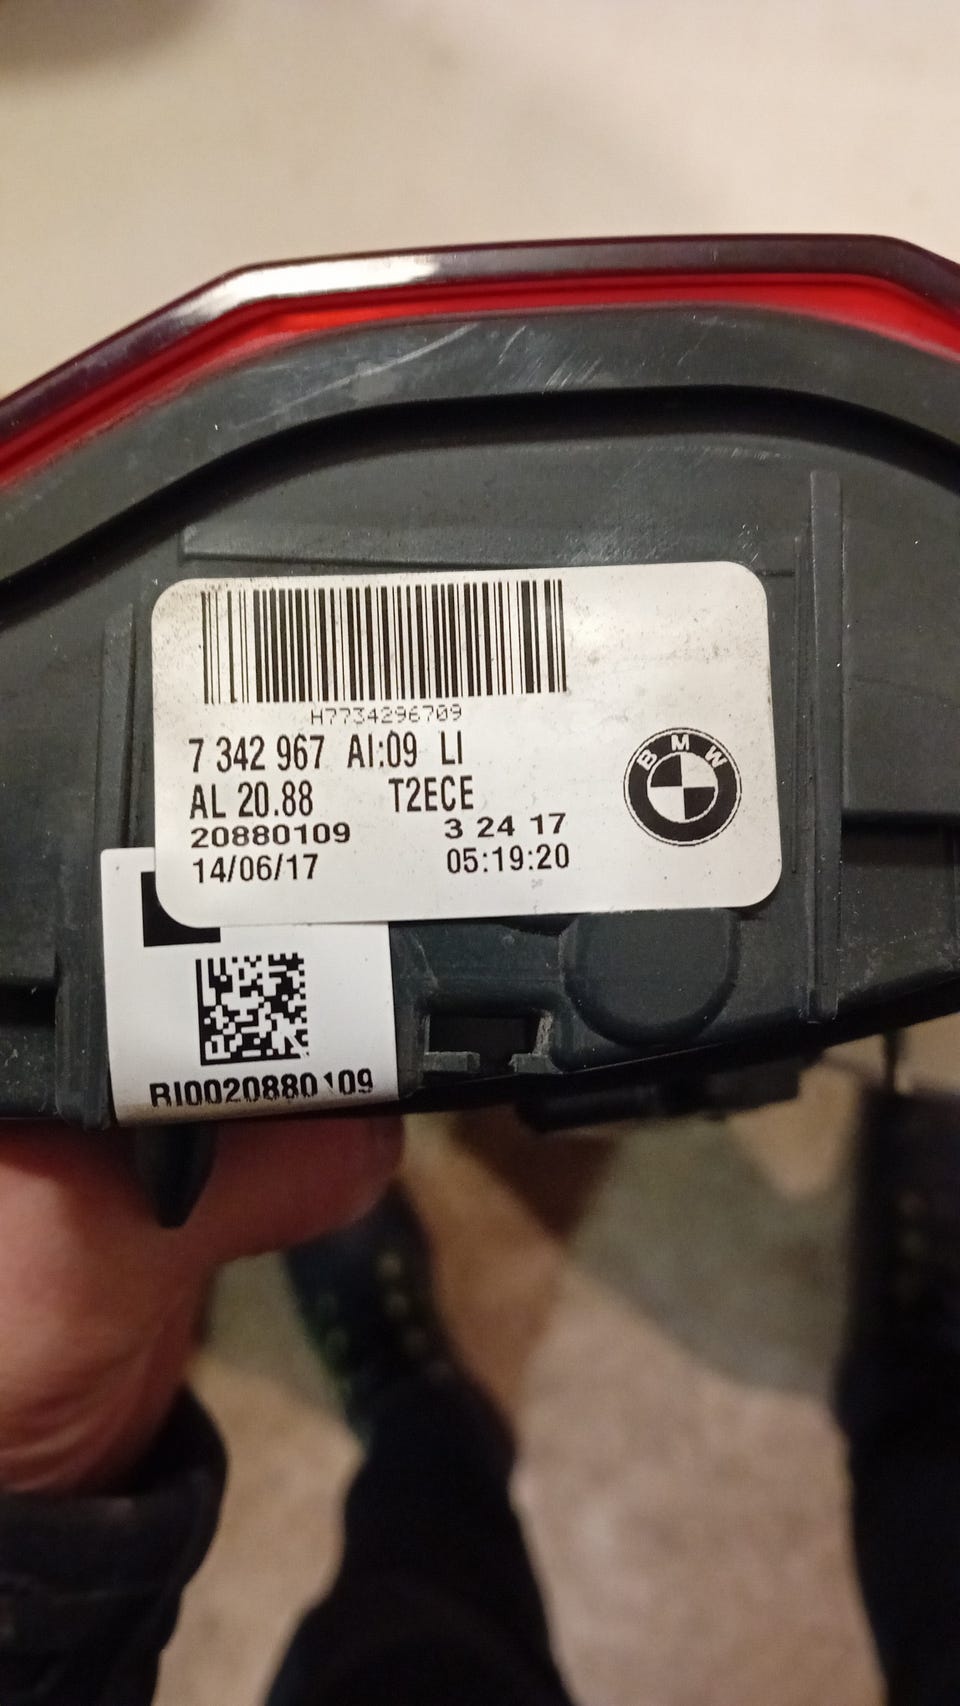 H7734296709
7 342 967 AI:09 LI
AL 20.88 T2ECE
20880109 3 24 17
14/06/17 05:19:20
BMW
RI0020880109